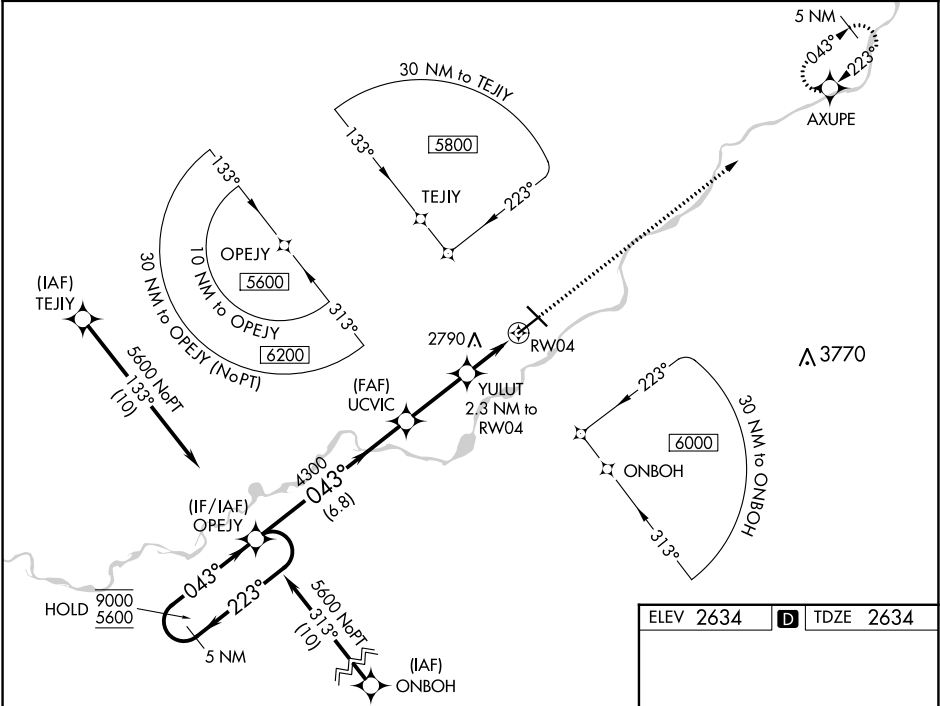 5 NM
043°
223°
AXUPE
30 NM to TEJIY
5800
133°
TEJIY
223°
133°
OPEJY
5600
10 NM to OPEJY
313°
6200
30 NM to OPEJY (NoPT)
(IAF)
TEJIY
5600 NoPT
133°
(10)
2790
RW04
3770
(FAF)
UCVIC
YULUT
2.3 NM to
RW04
223°
30 NM to ONBOH
6000
ONBOH
313°
4300
043°
(6.8)
(IF/IAF)
OPEJY
043°
223°
HOLD 9000
5600
5 NM
5600 NoPT
313°
(10)
(IAF)
ONBOH
ELEV 2634 D TDZE 2634